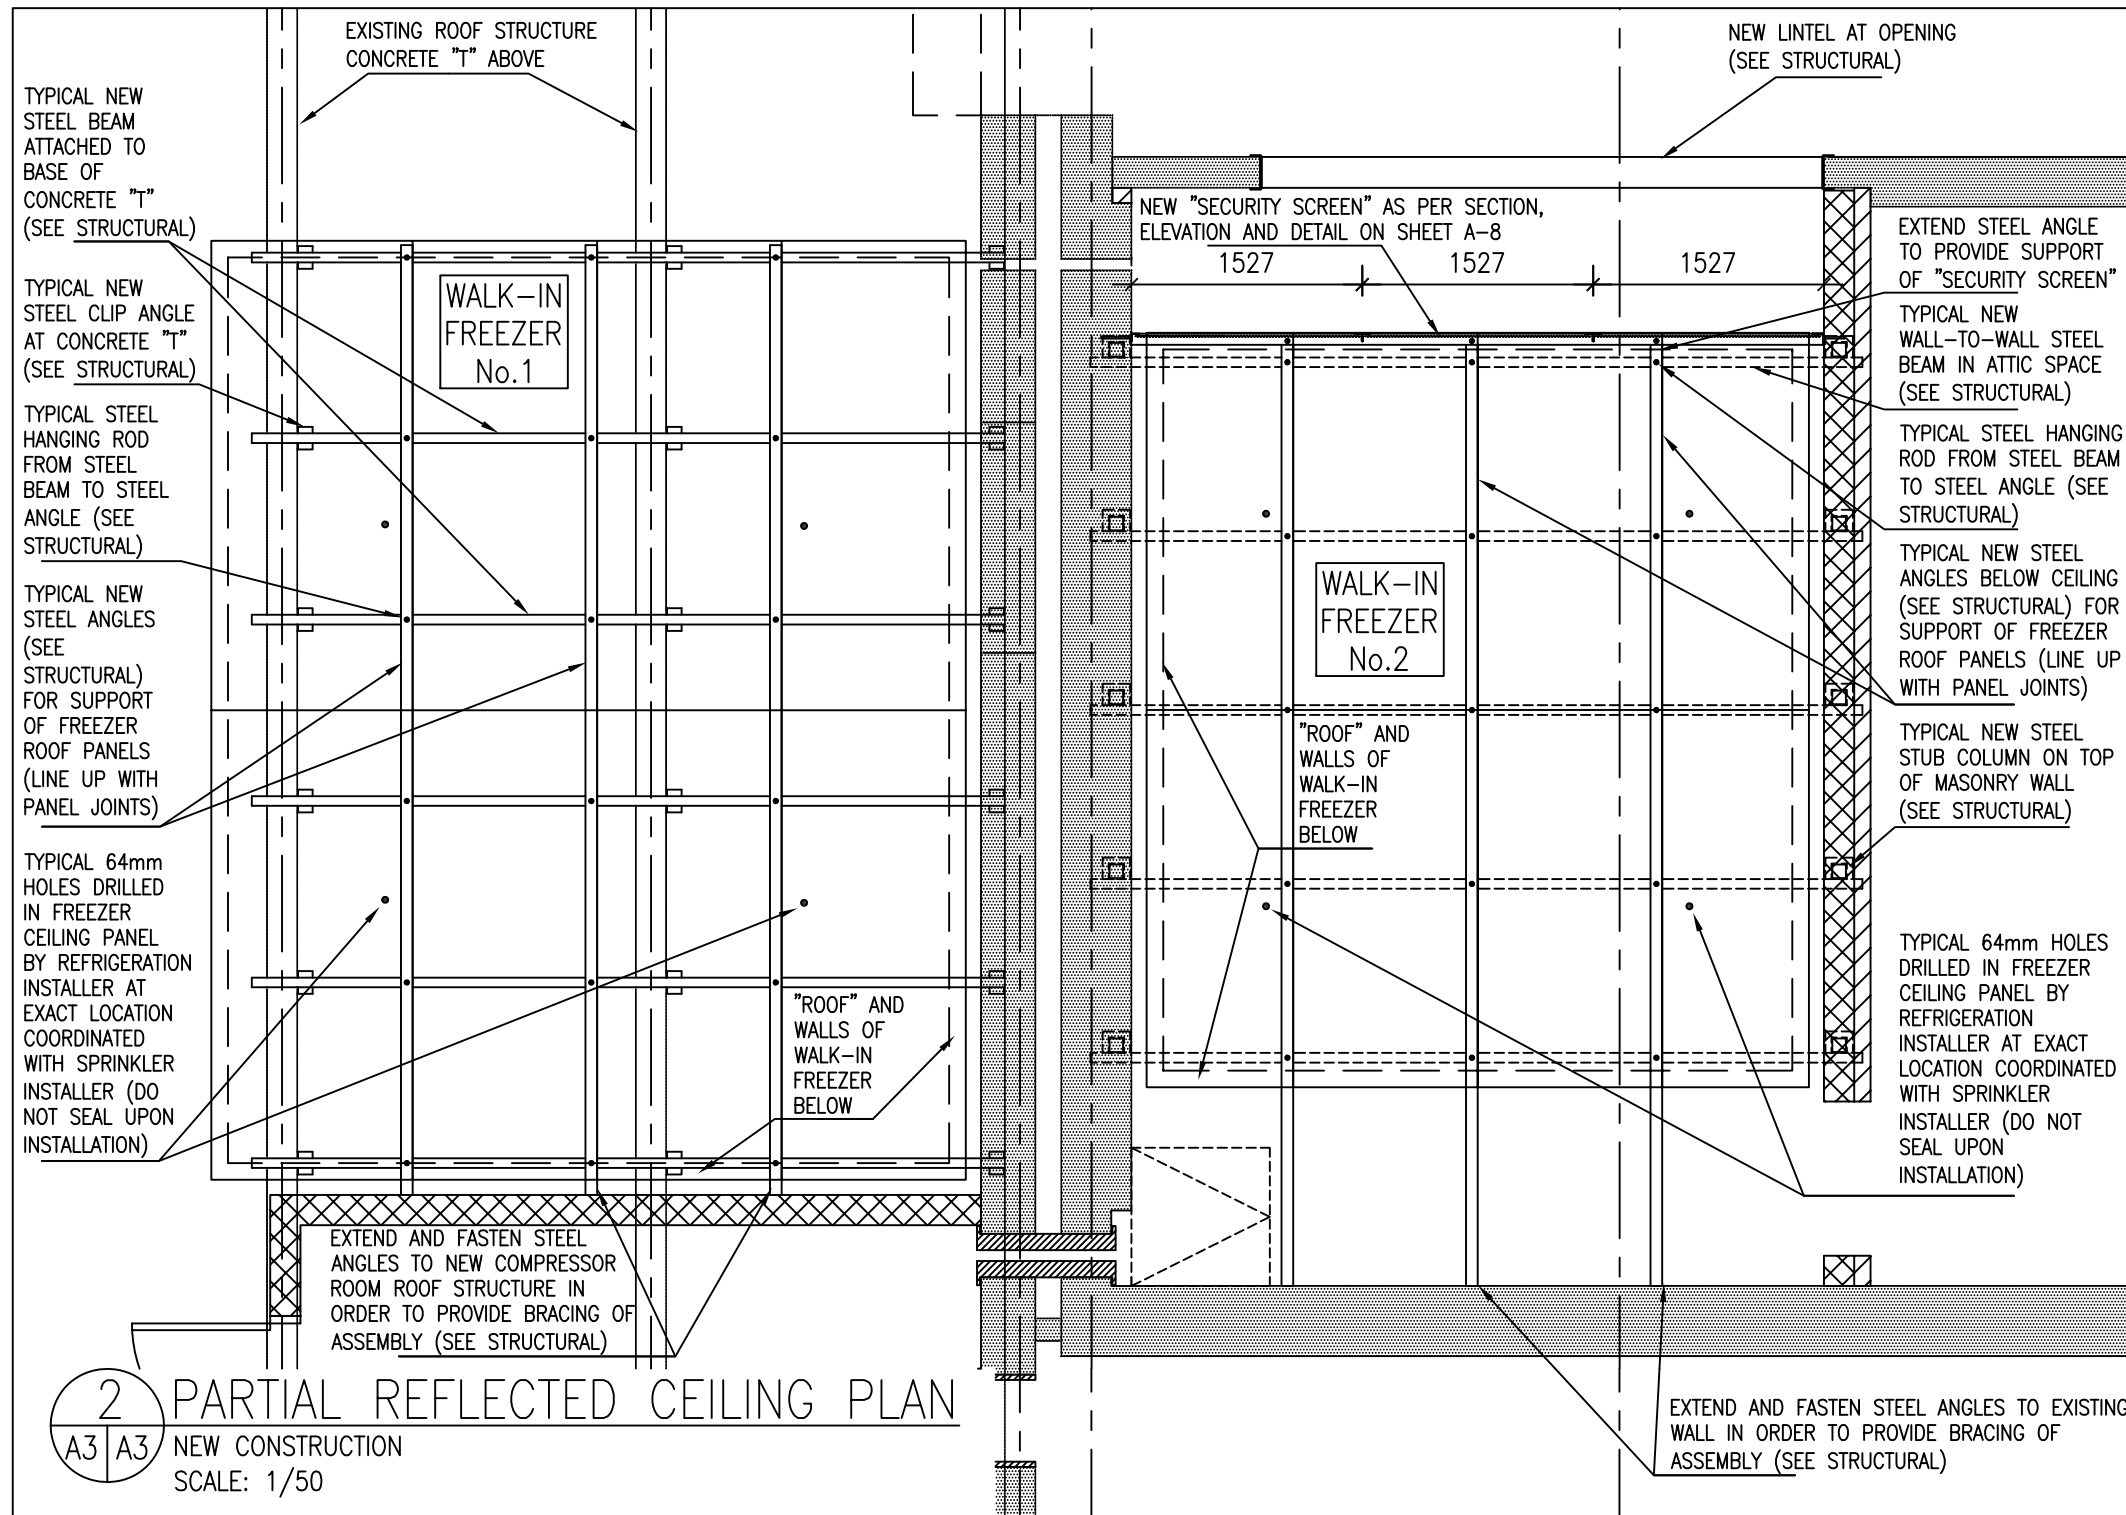 EXISTING ROOF STRUCTURE
CONCRETE "T" ABOVE
TYPICAL NEW
STEEL BEAM
ATTACHED TO
BASE OF
CONCRETE "T"
(SEE STRUCTURAL)
TYPICAL NEW
STEEL CLIP ANGLE
AT CONCRETE "T"
(SEE STRUCTURAL)
TYPICAL STEEL
HANGING ROD
FROM STEEL
BEAM TO STEEL
ANGLE (SEE
STRUCTURAL)
TYPICAL NEW
STEEL ANGLES
(SEE
STRUCTURAL)
FOR SUPPORT
OF FREEZER
ROOF PANELS
(LINE UP WITH
PANEL JOINTS)
TYPICAL 64mm
HOLES DRILLED
IN FREEZER
CEILING PANEL
BY REFRIGERATION
INSTALLER AT
EXACT LOCATION
COORDINATED
WITH SPRINKLER
INSTALLER (DO
NOT SEAL UPON
INSTALLATION)
WALK-IN
FREEZER
No.1
"ROOF" AND
WALLS OF
WALK-IN
FREEZER
BELOW
EXTEND AND FASTEN STEEL
ANGLES TO NEW COMPRESSOR
ROOM ROOF STRUCTURE IN
ORDER TO PROVIDE BRACING OF
ASSEMBLY (SEE STRUCTURAL)
NEW LINTEL AT OPENING
(SEE STRUCTURAL)
NEW "SECURITY SCREEN" AS PER SECTION,
ELEVATION AND DETAIL ON SHEET A-8
1527 1527 1527
WALK-IN
FREEZER
No.2
"ROOF" AND
WALLS OF
WALK-IN
FREEZER
BELOW
EXTEND STEEL ANGLE
TO PROVIDE SUPPORT
OF "SECURITY SCREEN"
TYPICAL NEW
WALL-TO-WALL STEEL
BEAM IN ATTIC SPACE
(SEE STRUCTURAL)
TYPICAL STEEL HANGING
ROD FROM STEEL BEAM
TO STEEL ANGLE (SEE
STRUCTURAL)
TYPICAL NEW STEEL
ANGLES BELOW CEILING
(SEE STRUCTURAL) FOR
SUPPORT OF FREEZER
ROOF PANELS (LINE UP
WITH PANEL JOINTS)
TYPICAL NEW STEEL
STUB COLUMN ON TOP
OF MASONRY WALL
(SEE STRUCTURAL)
TYPICAL 64mm HOLES
DRILLED IN FREEZER
CEILING PANEL BY
REFRIGERATION
INSTALLER AT EXACT
LOCATION COORDINATED
WITH SPRINKLER
INSTALLER (DO NOT
SEAL UPON
INSTALLATION)
EXTEND AND FASTEN STEEL ANGLES TO EXISTING
WALL IN ORDER TO PROVIDE BRACING OF
ASSEMBLY (SEE STRUCTURAL)
2
A3 A3
PARTIAL REFLECTED CEILING PLAN
NEW CONSTRUCTION
SCALE: 1/50